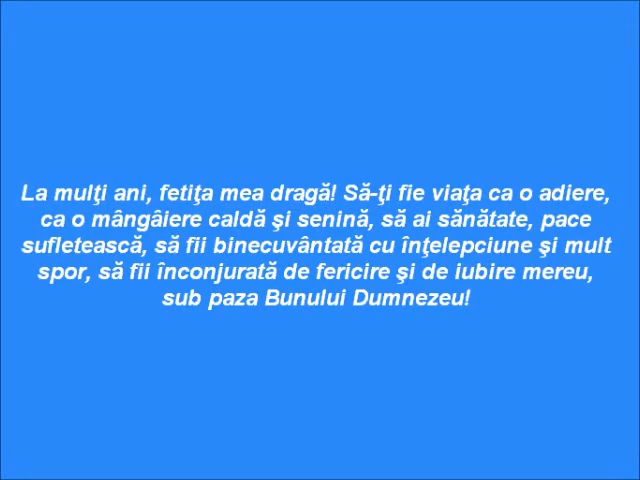 La mulţi ani, fetiţa mea dragă! Să-ţi fie viaţa ca o adiere,
ca o mângâiere caldă şi senină, să ai sănătate, pace
sufletească, să fii binecuvântată cu înţelepciune şi mult
spor, să fii înconjurată de fericire şi de iubire mereu,
sub paza Bunului Dumnezeu!